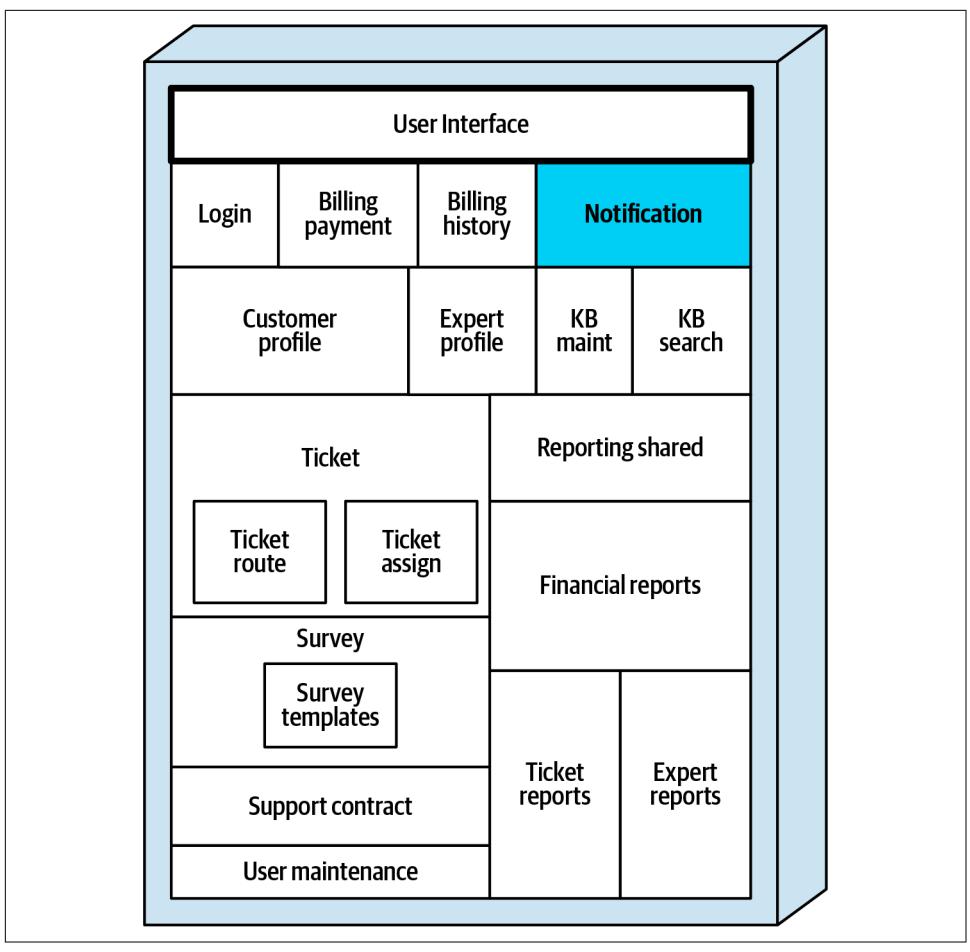 User Interface
Login
Billing
payment
Billing
history
Notification
Customer
profile
Expert
profile
KB
maint
KB
search
Ticket
Ticket
route
Ticket
assign
Reporting shared
Financial reports
Survey
Survey
templates
Support contract
User maintenance
Ticket
reports
Expert
reports